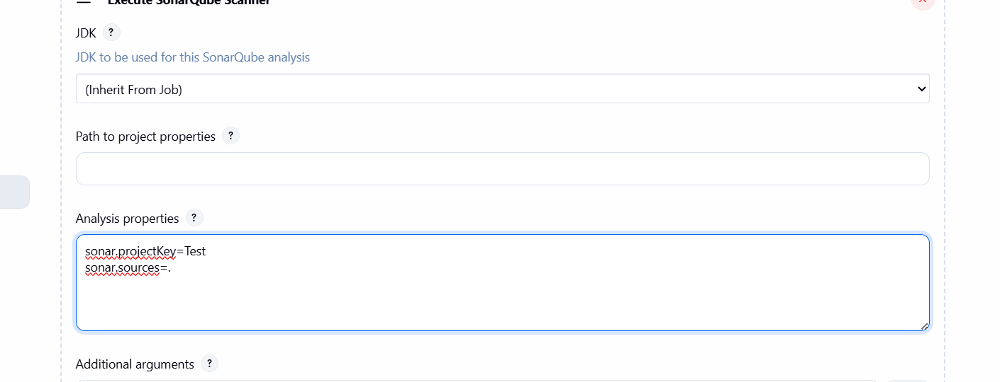 Execute SonarQube Scanner
JDK ?
JDK to be used for this SonarQube analysis
(Inherit From Job)
Path to project properties ?
Analysis properties ?
sonar.projectKey=Test
sonar.sources=.
Additional arguments ?